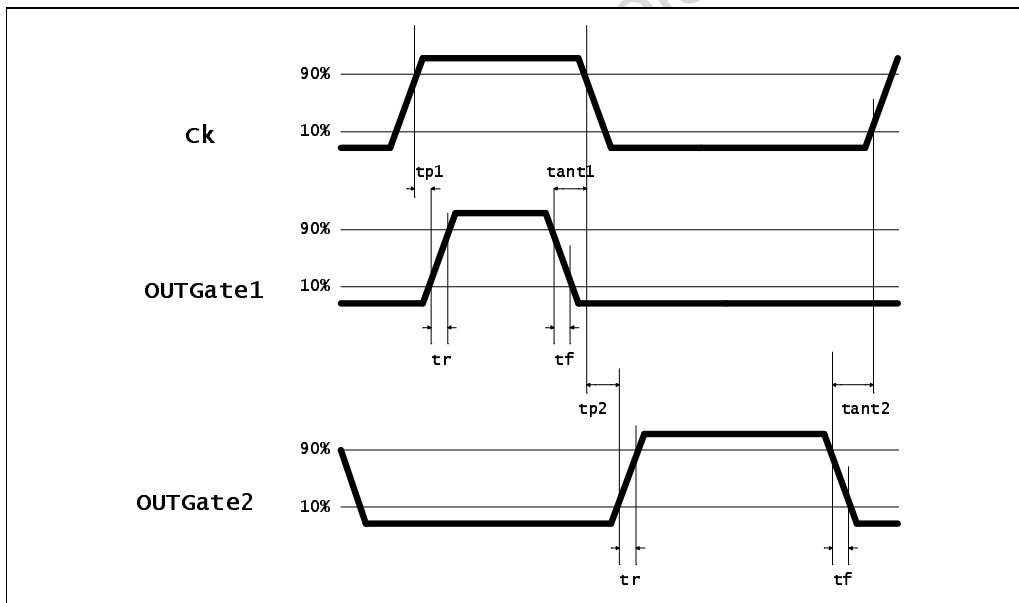 90%
Ck
10%
tp1
tant1
90%
OUTGate1
10%
tr
tf
tp2
tant2
90%
OUTGate2
10%
tr
tf